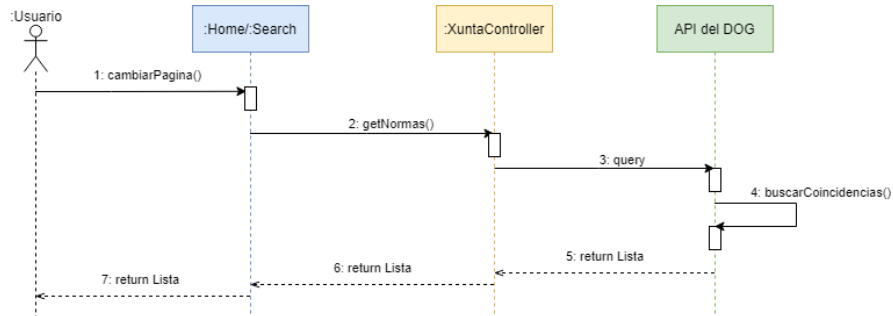 :Usuario
:Home/:Search
:XuntaController
API del DOG
1: cambiarPagina()
2: getNormas()
3: query
4: buscarCoincidencias()
5: return Lista
6: return Lista
7: return Lista